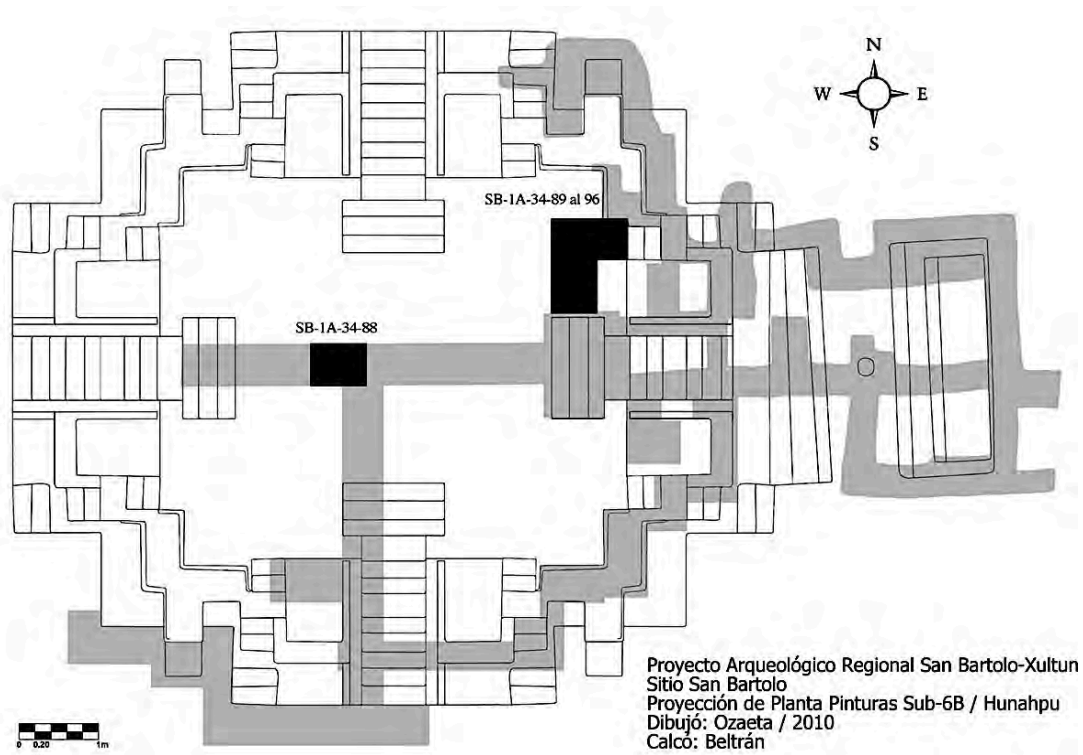 N
W E
S
SB-1A-34-89 al 96
SB-1A-34-88
Proyecto Arqueológico Regional San Bartolo-Xultun
Sitio San Bartolo
Proyección de Planta Pinturas Sub-6B / Hunahpu
Dibujó: Ozaeta / 2010
Calcó: Beltrán
0 0.20 1m